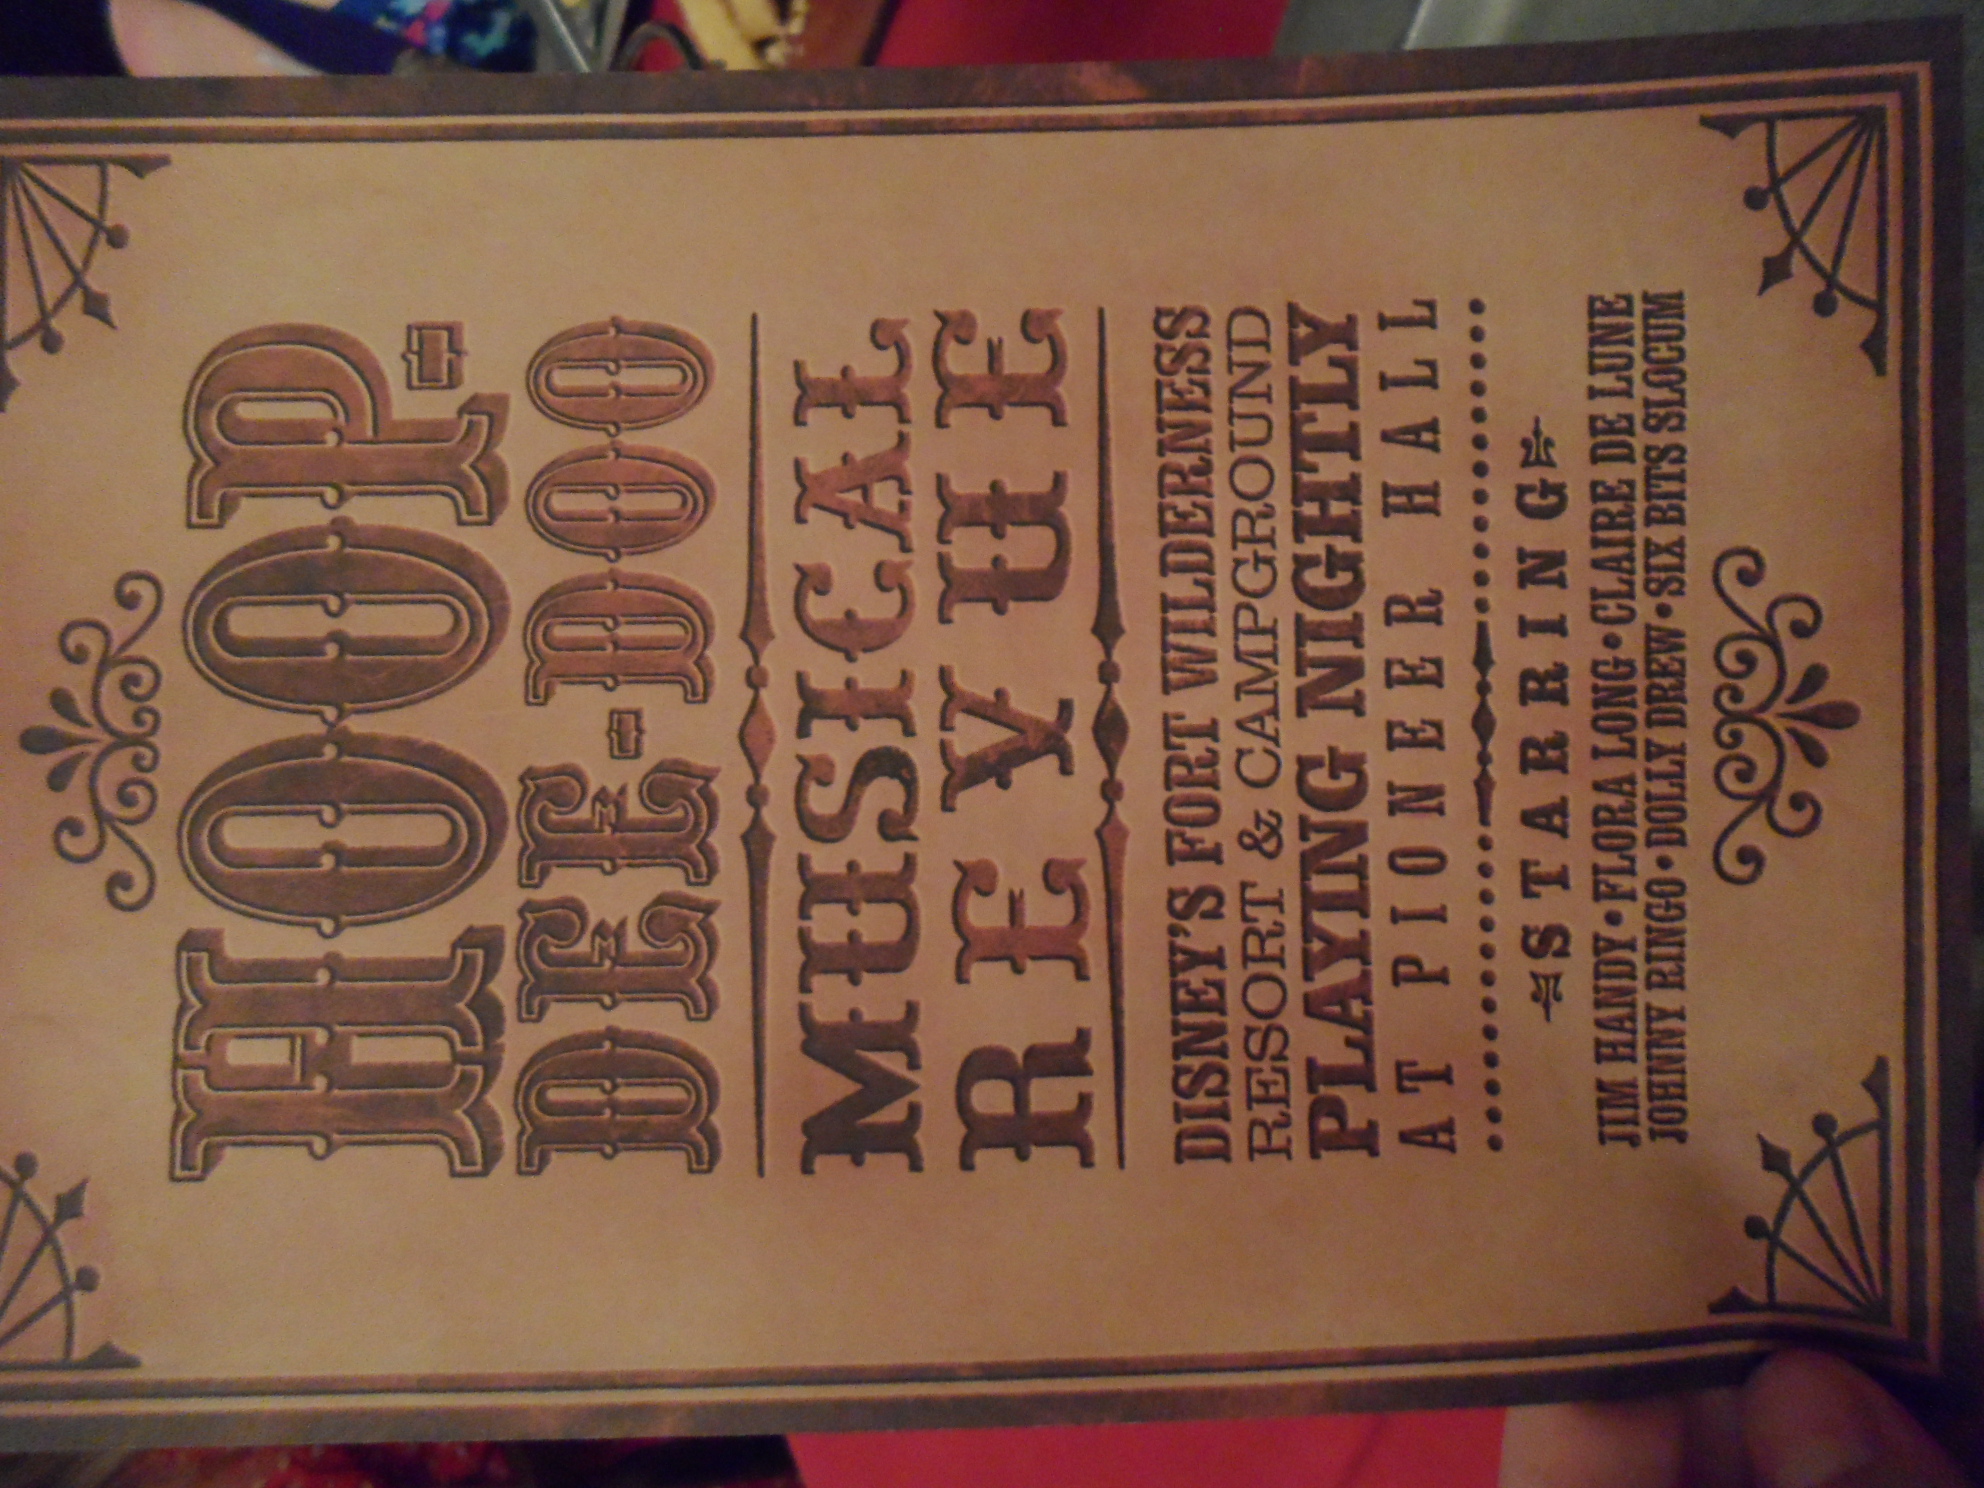 HOOP-
DEE-DOO
MUSICAL
REVUE
DISNEY'S FORT WILDERNESS
RESORT & CAMPGROUND
PLAYING NIGHTLY
AT PIONEER HALL
STARRING
JIM HANDY • FLORA LONG • CLAIRE DE LUNE
JOHNNY RINGO • DOLLY DREW • SIX BITS SLOCUM